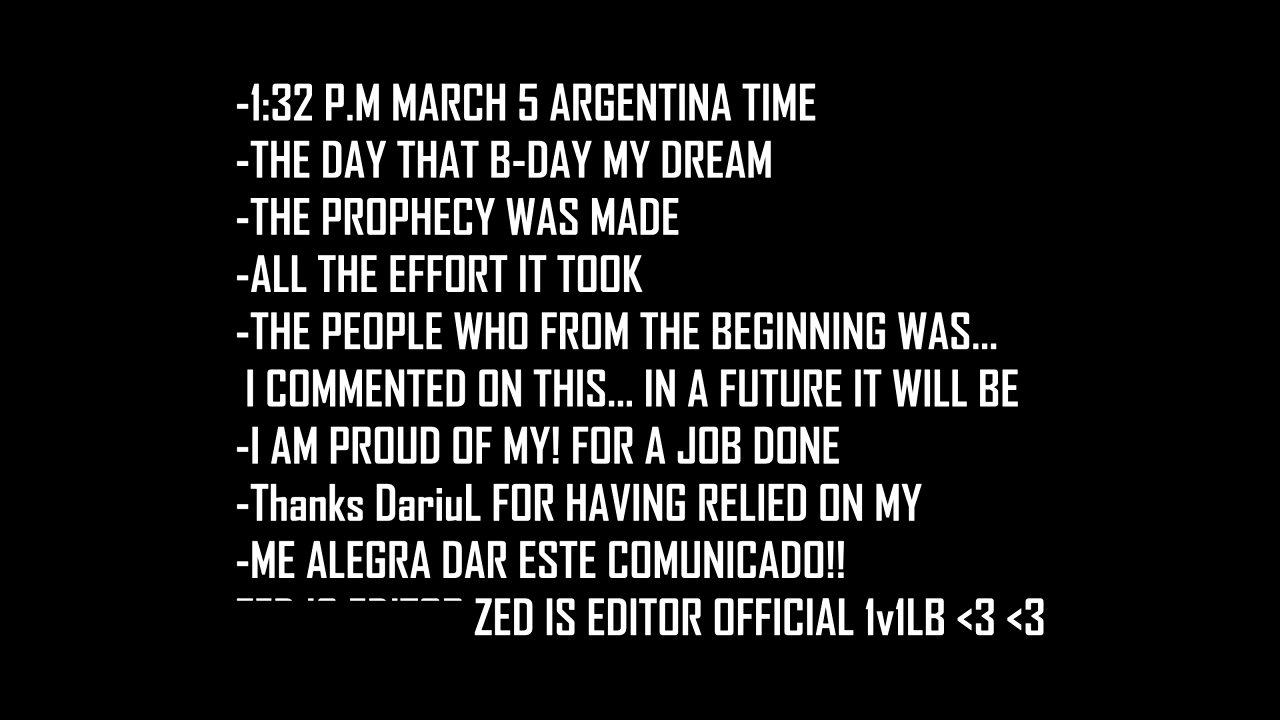 -1:32 P.M MARCH 5 ARGENTINA TIME
-THE DAY THAT B-DAY MY DREAM
-THE PROPHECY WAS MADE
-ALL THE EFFORT IT TOOK
-THE PEOPLE WHO FROM THE BEGINNING WAS...
I COMMENTED ON THIS... IN A FUTURE IT WILL BE
-I AM PROUD OF MY! FOR A JOB DONE
-Thanks DariuL FOR HAVING RELIED ON MY
-ME ALEGRA DAR ESTE COMUNICADO!!
ZED IS EDITOR OFFICIAL 1v1LB <3 <3